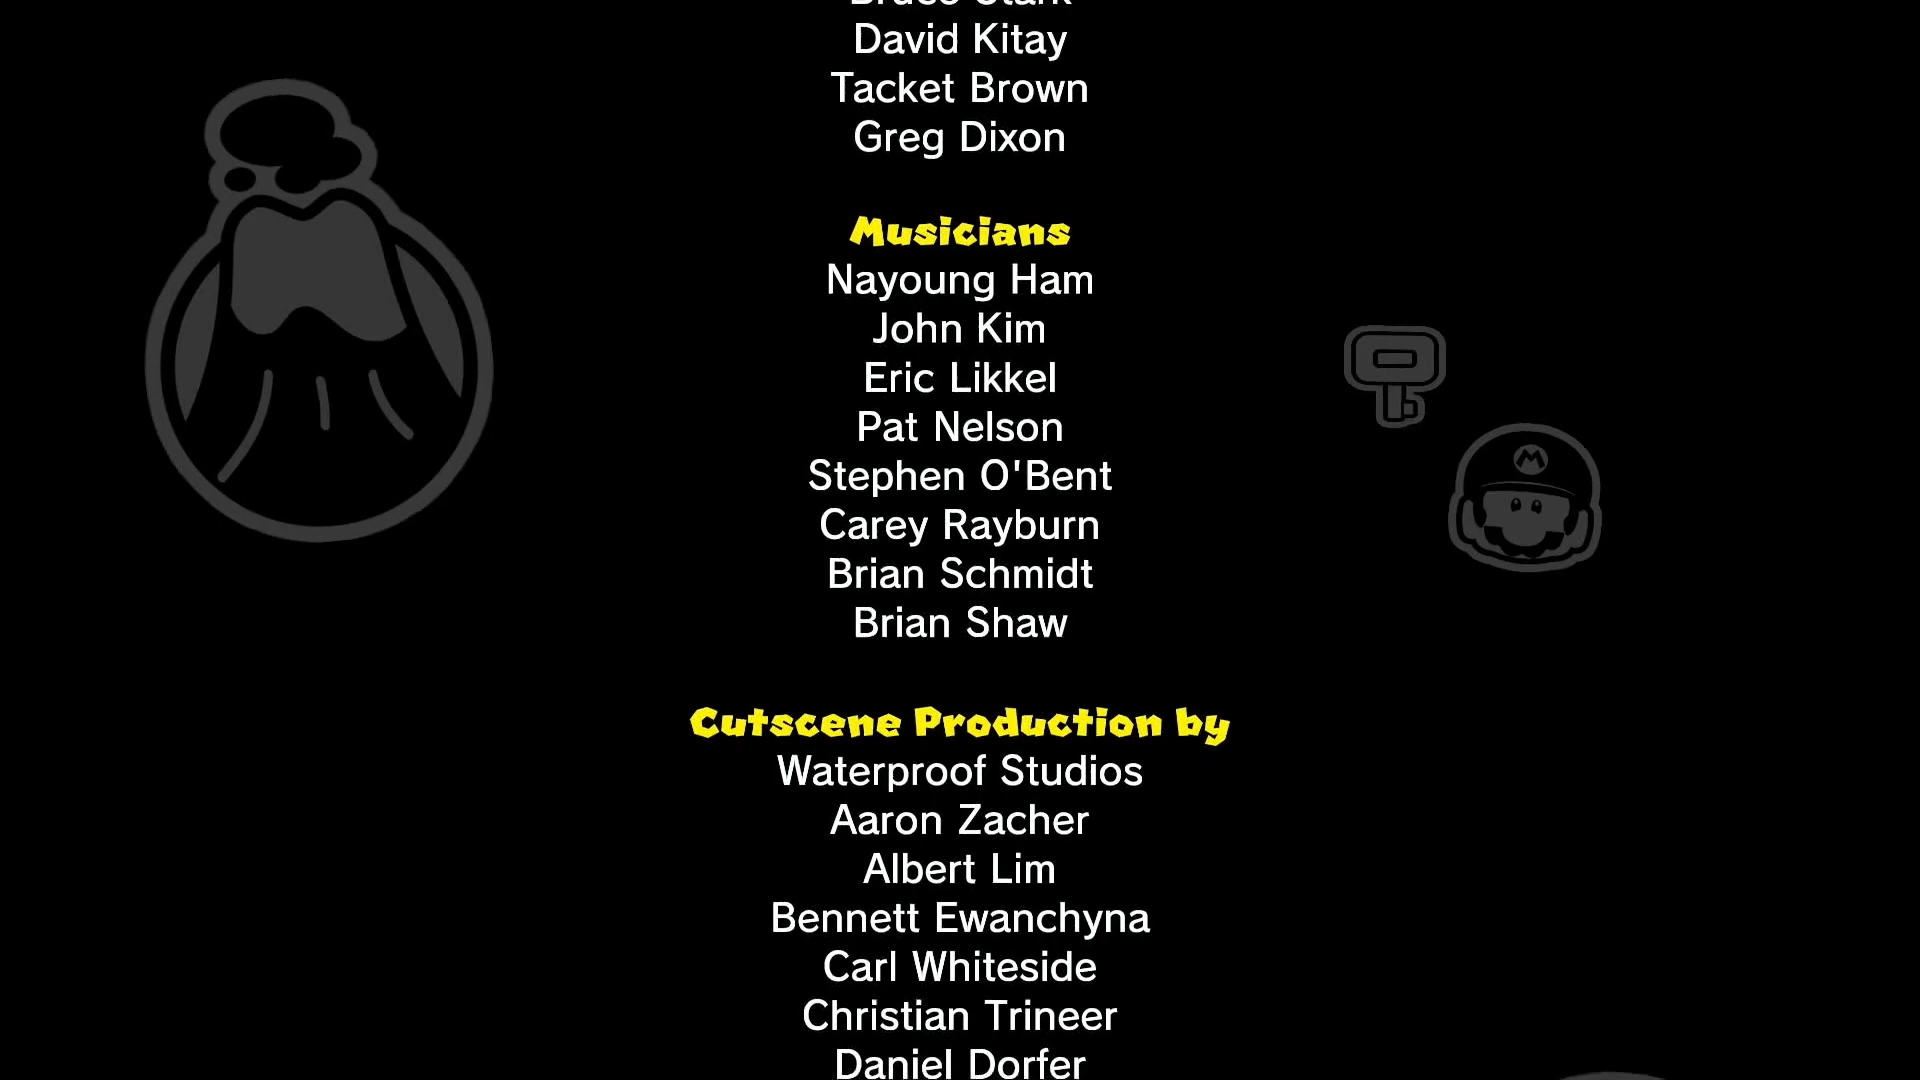 David Kitay
Tacket Brown
Greg Dixon
Musicians
Nayoung Ham
John Kim
Eric Likkel
Pat Nelson
Stephen O'Bent
Carey Rayburn
Brian Schmidt
Brian Shaw
Cutscene Production by
Waterproof Studios
Aaron Zacher
Albert Lim
Bennett Ewanchyna
Carl Whiteside
Christian Trineer
Daniel Dorfer